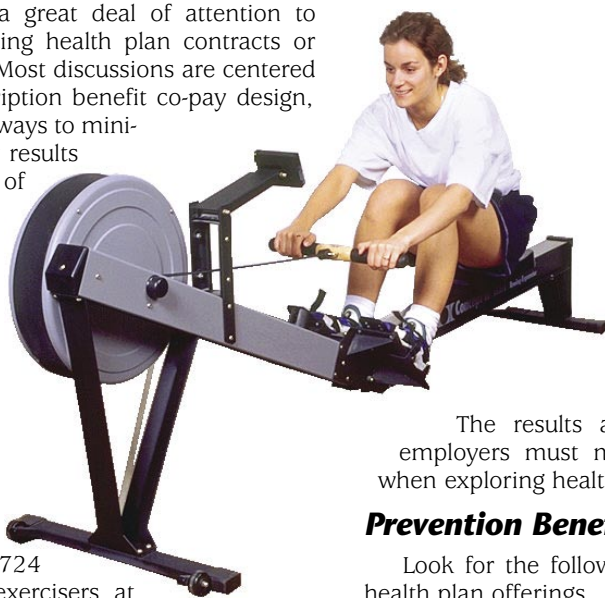 a great deal of attention to
ing health plan contracts or
Most discussions are centered
ription benefit co-pay design,
ways to mini-
results
of
724
exercisers at
The results a
employers must n
when exploring healt
Prevention Bene
Look for the follow
health plan offerings